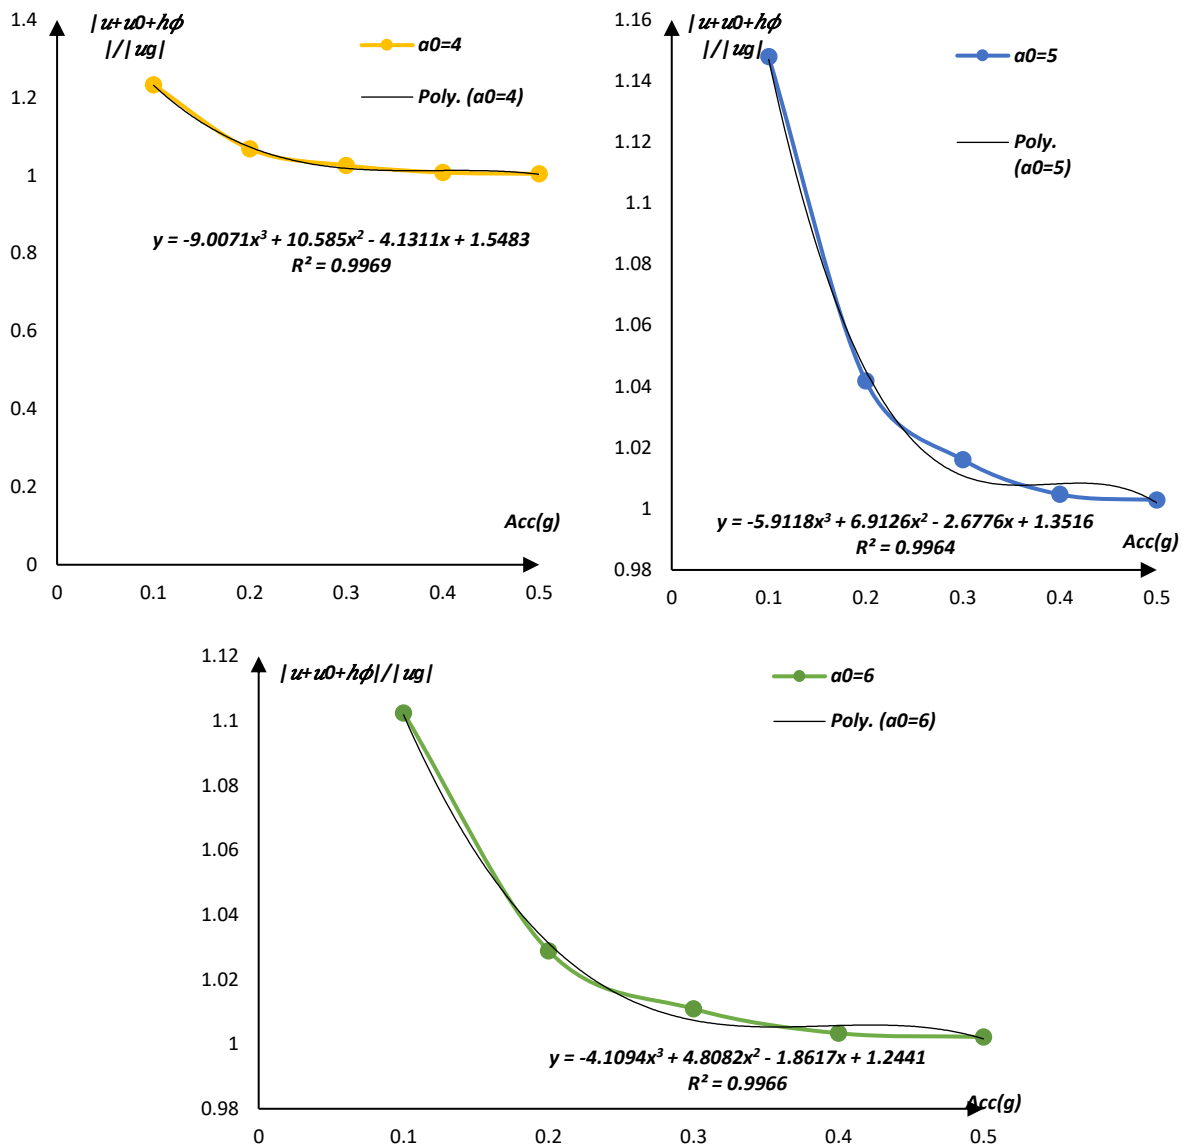 |u+u0+hϕ
|/|ug|
a0=4
Poly. (a0=4)
y = -9.0071x³ + 10.585x² - 4.1311x + 1.5483
R² = 0.9969
Acc(g)
1.4
1.2
1
0.8
0.6
0.4
0.2
0
0 0.1 0.2 0.3 0.4 0.5
|u+u0+hϕ
|/|ug|
a0=5
Poly.
(a0=5)
y = -5.9118x³ + 6.9126x² - 2.6776x + 1.3516
R² = 0.9964
Acc(g)
1.16
1.14
1.12
1.1
1.08
1.06
1.04
1.02
1
0.98
0 0.1 0.2 0.3 0.4 0.5
|u+u0+hϕ|/|ug|
a0=6
Poly. (a0=6)
y = -4.1094x³ + 4.8082x² - 1.8617x + 1.2441
R² = 0.9966
Acc(g)
1.12
1.1
1.08
1.06
1.04
1.02
1
0.98
0 0.1 0.2 0.3 0.4 0.5